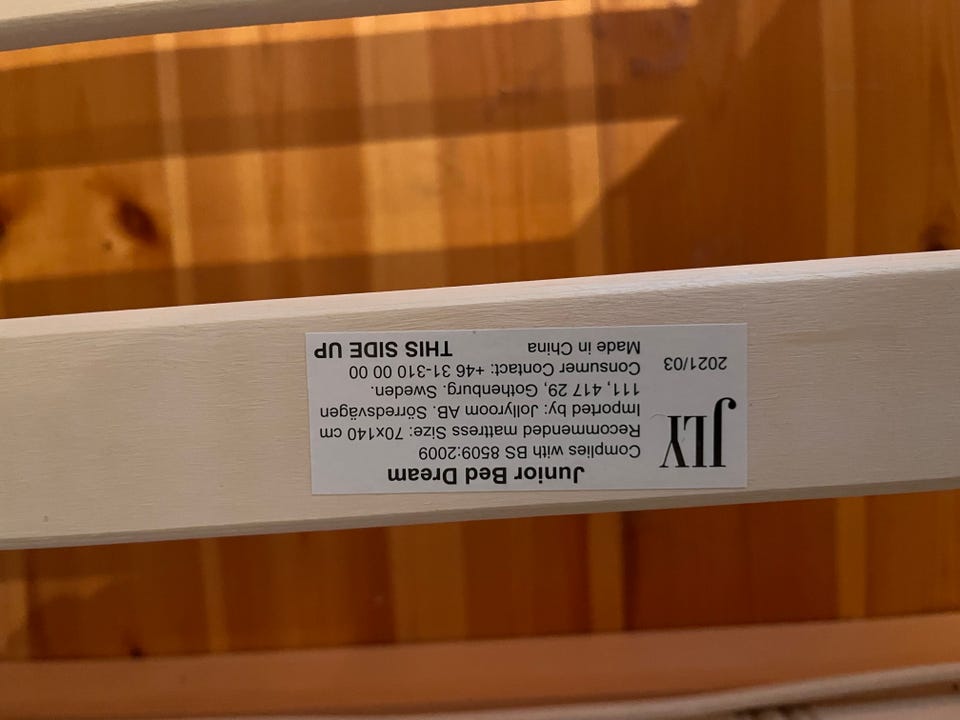 Junior Bed Dream
Complies with BS 8509:2009
Recommended mattress Size: 70x140 cm
Imported by: Jollyroom AB. Sörredsvägen
111, 417 29, Gothenburg. Sweden.
Consumer Contact: +46 31-310 00 00
Made in China THIS SIDE UP
JLY
2021/03